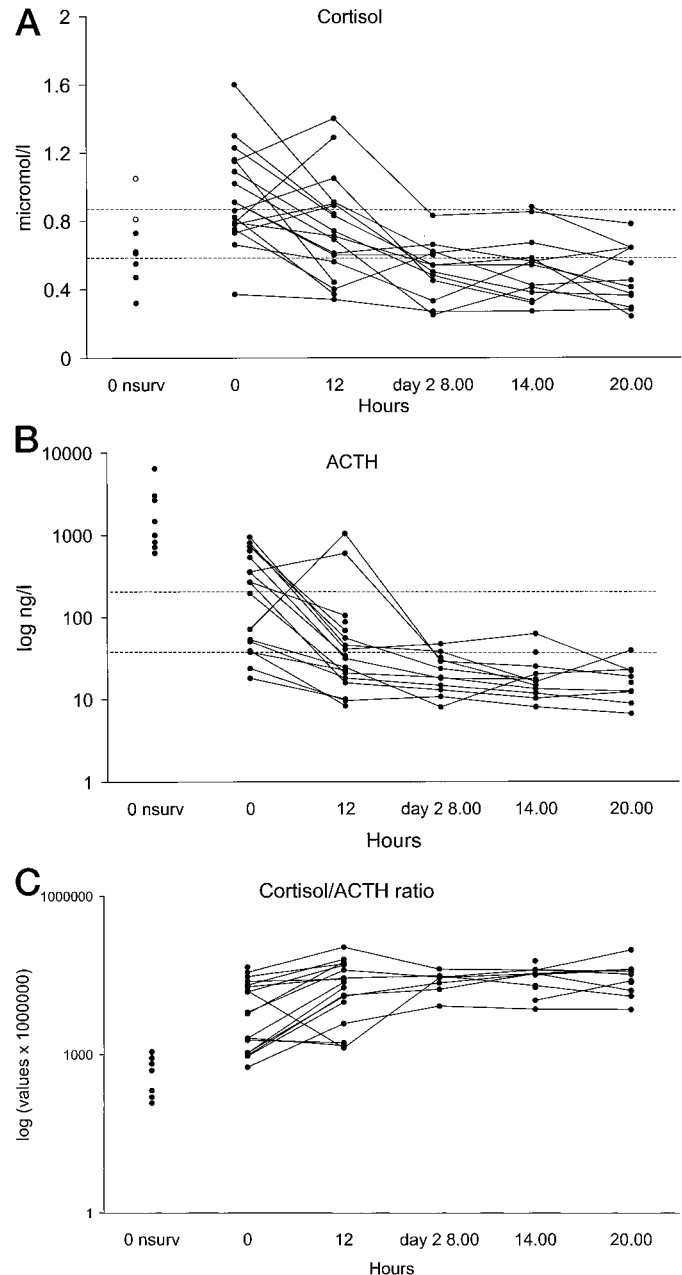 A
Cortisol
2
1.6
1.2
0.8
0.4
0
micromol/l
0 nsurv 0 12 day 2 8.00 14.00 20.00
Hours
B
ACTH
10000
1000
100
10
1
log ng/l
0 nsurv 0 12 day 2 8.00 14.00 20.00
Hours
C
Cortisol/ACTH ratio
1000000
1000
1
log (values x 1000000)
0 nsurv 0 12 day 2 8.00 14.00 20.00
Hours